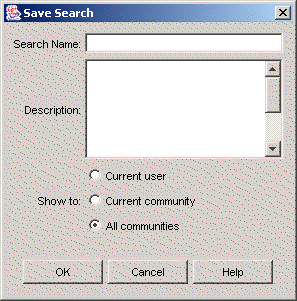 Save Search
Search Name:
Description:
Current user
Show to: Current community
All communities
OK Cancel Help